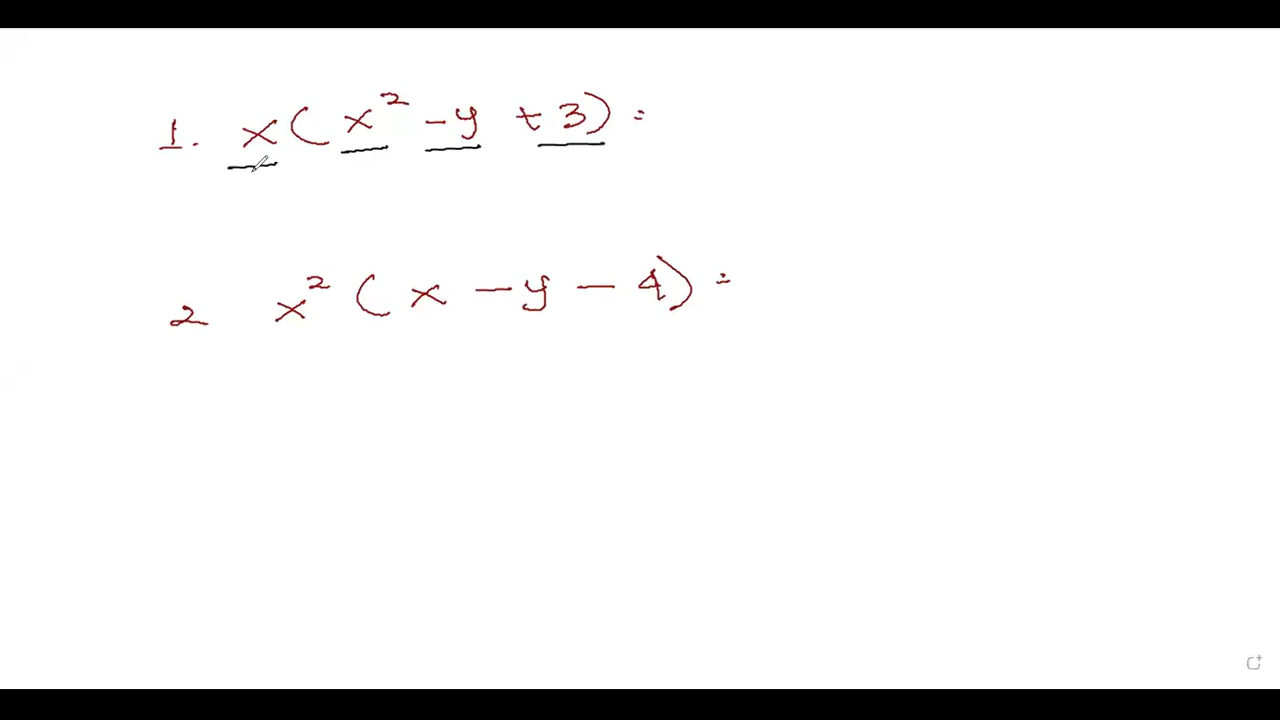 1. x(x² -y +3) =
2 x² (x -y - 4) =